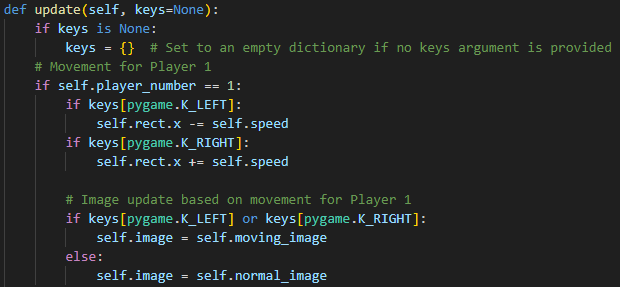 def update(self, keys=None):
    if keys is None:
        keys = {}  # Set to an empty dictionary if no keys argument is provided
    # Movement for Player 1
    if self.player_number == 1:
        if keys[pygame.K_LEFT]:
            self.rect.x -= self.speed
        if keys[pygame.K_RIGHT]:
            self.rect.x += self.speed

        # Image update based on movement for Player 1
        if keys[pygame.K_LEFT] or keys[pygame.K_RIGHT]:
            self.image = self.moving_image
        else:
            self.image = self.normal_image